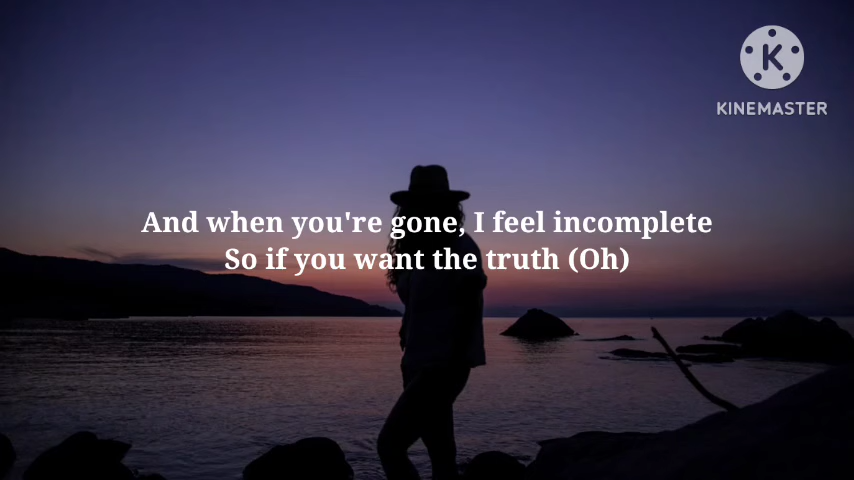 KINEMASTER
And when you're gone, I feel incomplete
So if you want the truth (Oh)